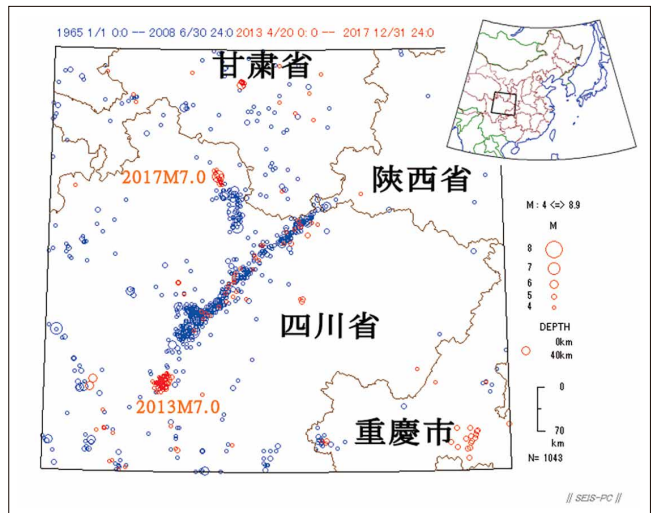 1965 1/1 0:0 -- 2008 6/30 24:0 2013 4/20 0:0 -- 2017 12/31 24:0
甘粛省
2017M7.0
陝西省
M : 4 <=> 8.9
M
8
7
6
5
4
四川省
DEPTH
0km
40km
2013M7.0
0
重慶市
70
km
N= 1043
// SEIS-PC //